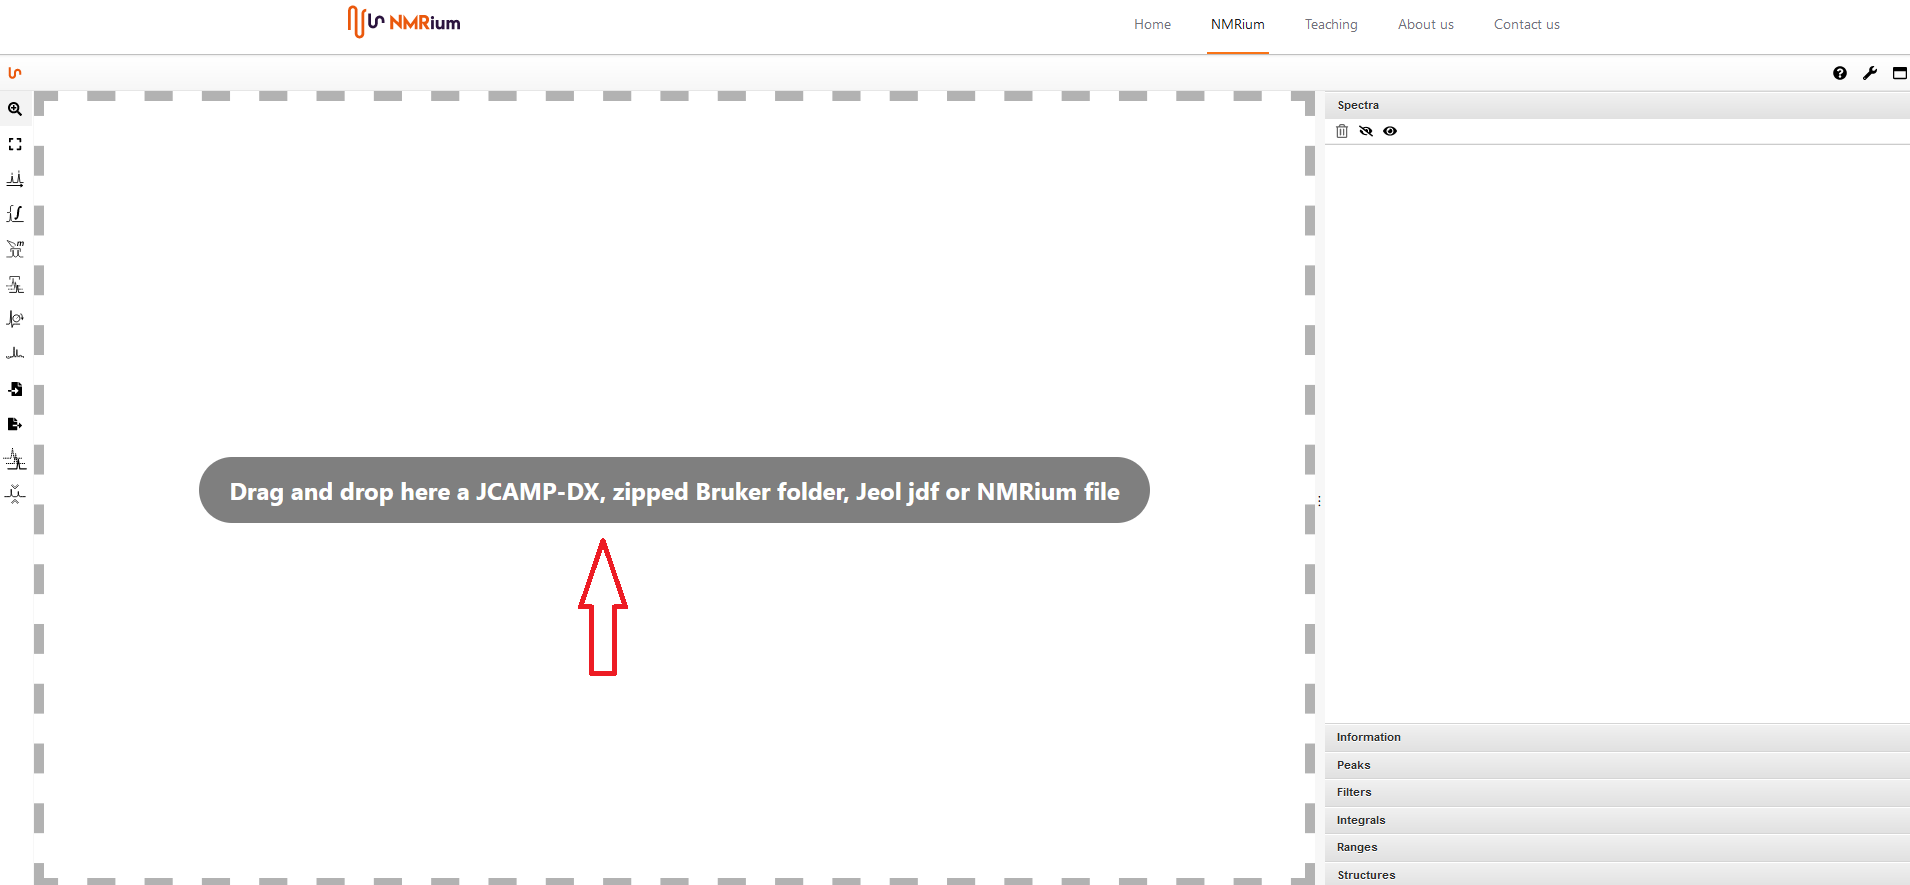 NMRium
Home
NMRium
Teaching
About us
Contact us
Spectra
Drag and drop here a JCAMP-DX, zipped Bruker folder, Jeol jdf or NMRium file
Information
Peaks
Filters
Integrals
Ranges
Structures